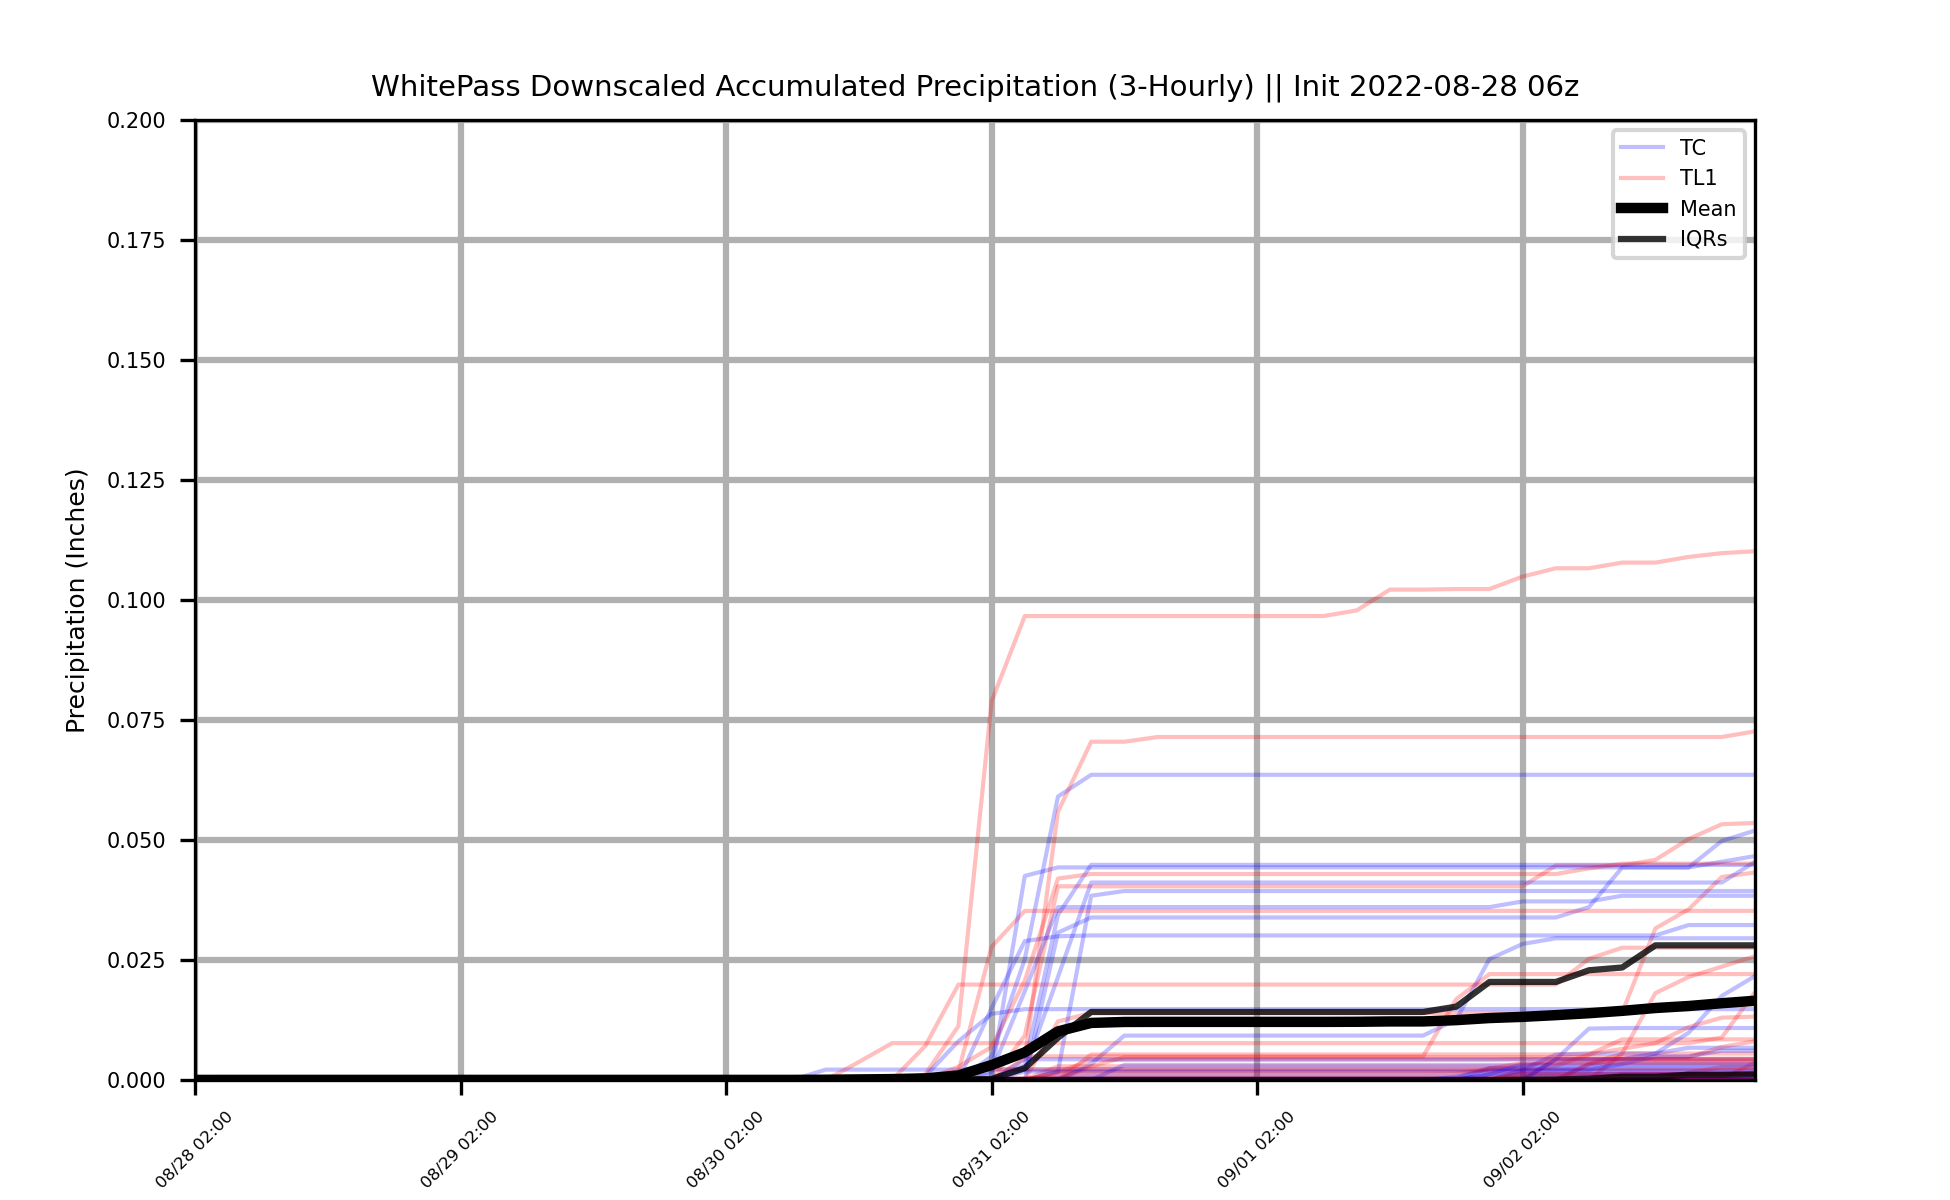 WhitePass Downscaled Accumulated Precipitation (3-Hourly) || Init 2022-08-28 06z
Precipitation (Inches)
0.200
0.175
0.150
0.125
0.100
0.075
0.050
0.025
0.000
TC
TL1
Mean
IQRs
08/28 02:00
08/29 02:00
08/30 02:00
08/31 02:00
09/01 02:00
09/02 02:00